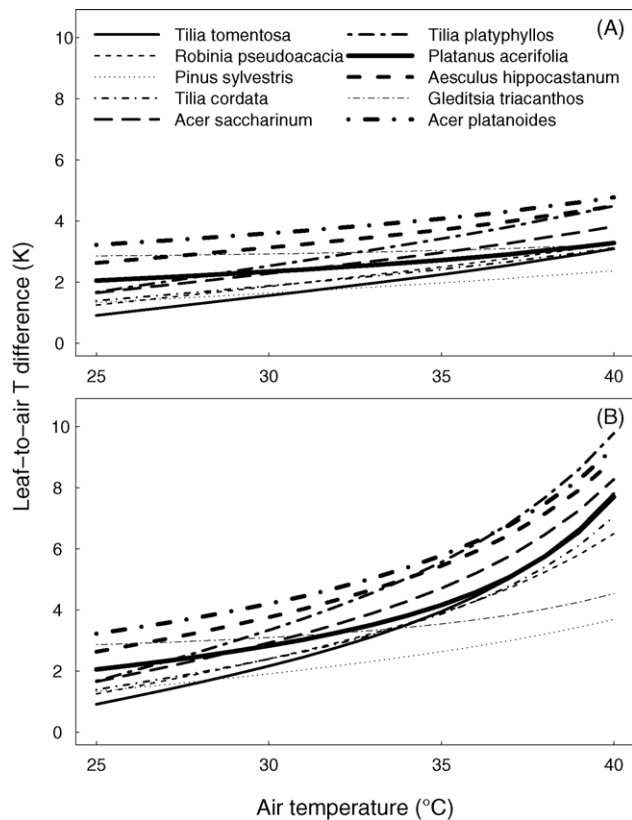 Tilia tomentosa
Robinia pseudoacacia
Pinus sylvestris
Tilia cordata
Acer saccharinum
Tilia platyphyllos
Platanus acerifolia
Aesculus hippocastanum
Gleditsia triacanthos
Acer platanoides
(A)
10
8
6
4
2
0
25
30
35
40
(B)
10
8
6
4
2
0
25
30
35
40
Leaf−to−air T difference (K)
Air temperature (°C)